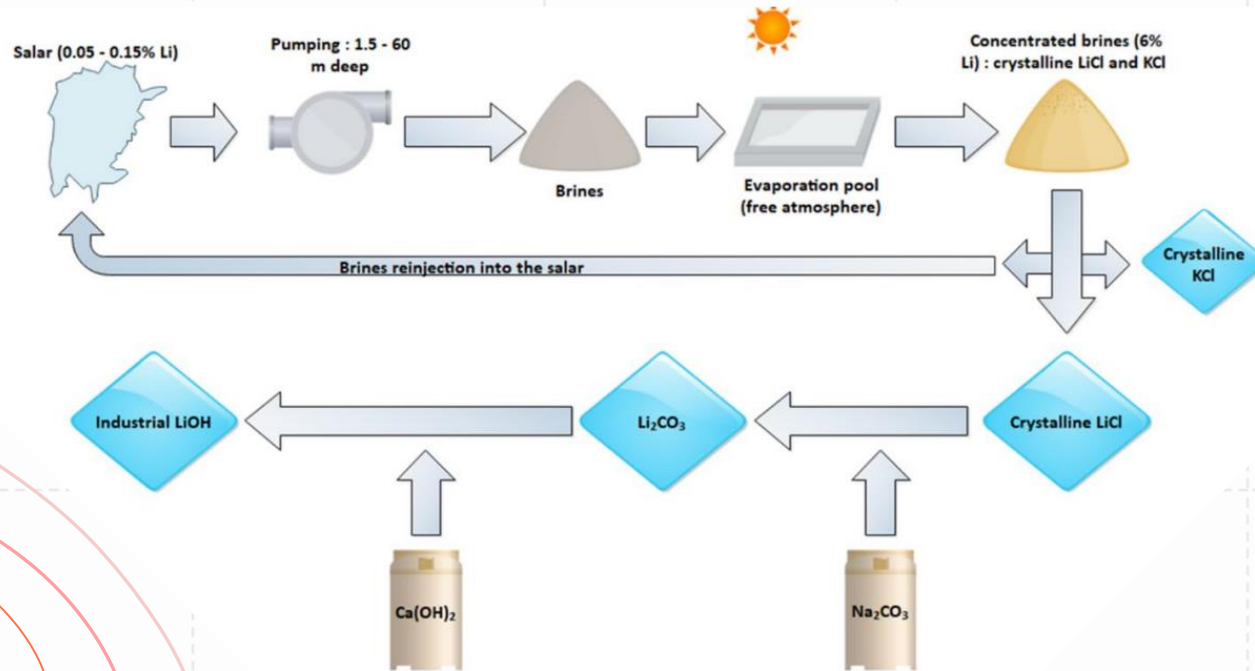 Salar (0.05 - 0.15% Li)
Pumping : 1.5 - 60
m deep
Brines
Evaporation pool
(free atmosphere)
Concentrated brines (6%
Li) : crystalline LiCl and KCl
Brines reinjection into the salar
Crystalline
KCl
Industrial LiOH
Li₂CO₃
Crystalline LiCl
Ca(OH)₂
Na₂CO₃